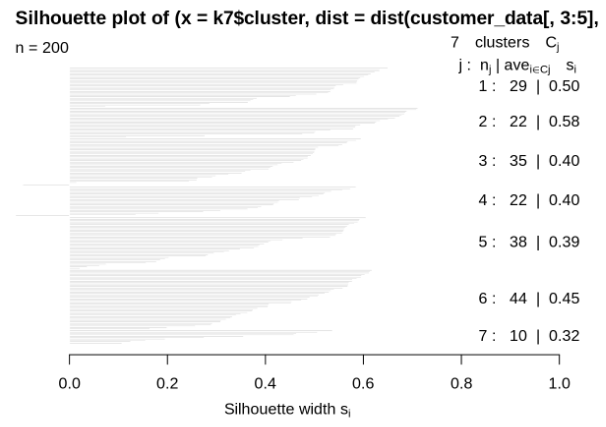 Silhouette plot of (x = k7$cluster, dist = dist(customer_data[, 3:5],
n = 200
7 clusters Cj
j : nj | avei∈Cj si
1 : 29 | 0.50
2 : 22 | 0.58
3 : 35 | 0.40
4 : 22 | 0.40
5 : 38 | 0.39
6 : 44 | 0.45
7 : 10 | 0.32
0.0 0.2 0.4 0.6 0.8 1.0
Silhouette width si